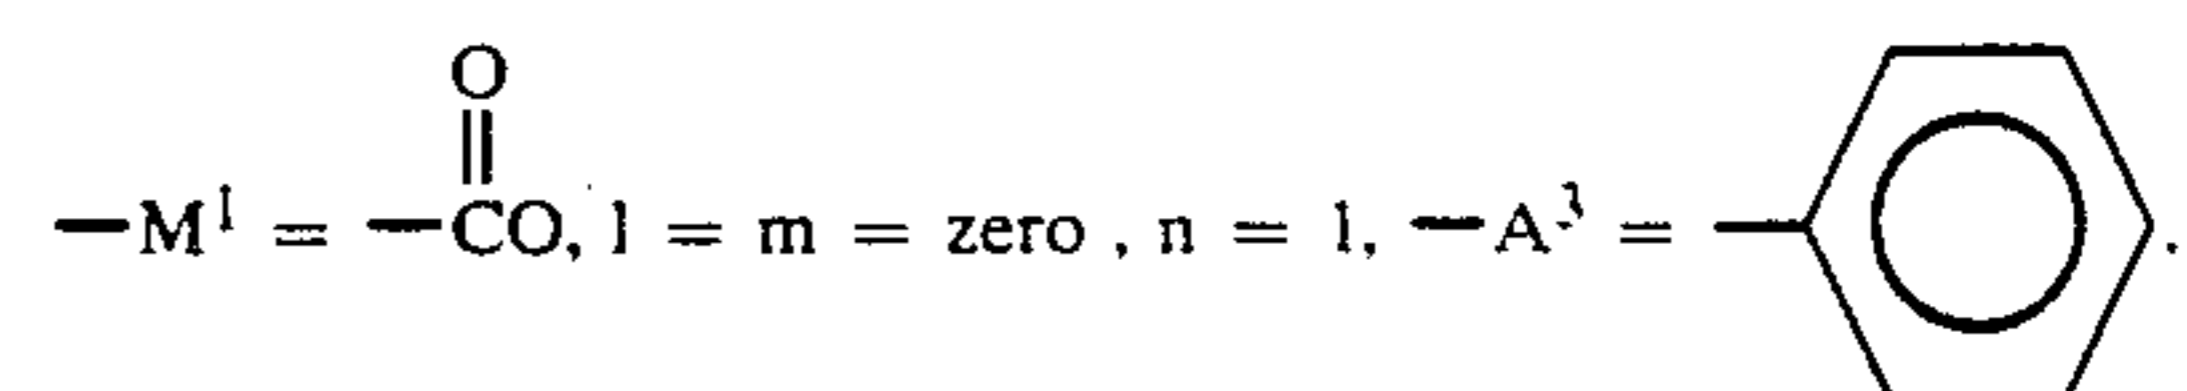 O
—M¹ = —CO, l = m = zero , n = 1, —A³ = — .